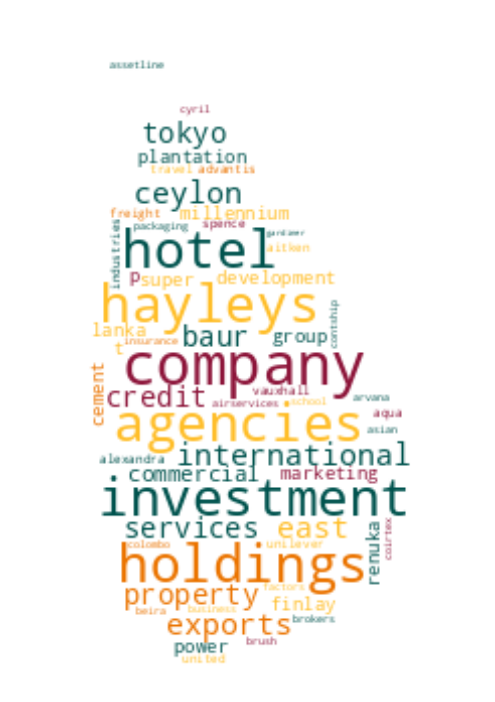 assetline
cyril
tokyo
plantation
travel advantis
ceylon
freight millennium
packaging spence
industries
hotel gardiner
aitken
p super development
hayleys
contship
lanka baur group
t insurance
company
cement
credit vauxhall arvana
airservices school
aqua
agencies asian
alexandra international
commercial marketing
investment
services east
renuka
coirtex
colombo unilever
holdings
property factors
beira business finlay
exports brokers
power brush
united